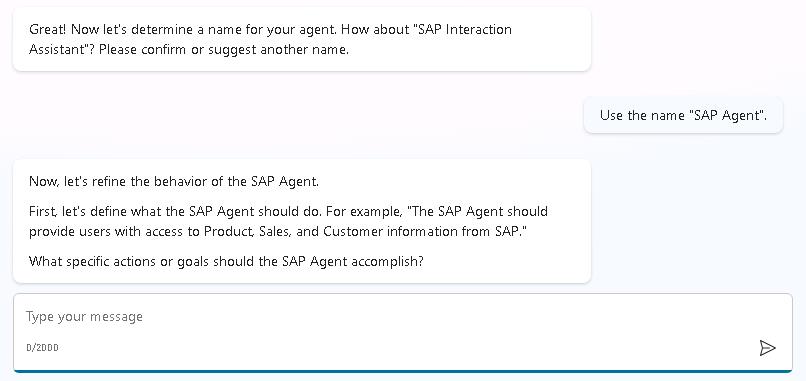 Great! Now let's determine a name for your agent. How about "SAP Interaction
Assistant"? Please confirm or suggest another name.
Use the name "SAP Agent".
Now, let's refine the behavior of the SAP Agent.
First, let's define what the SAP Agent should do. For example, "The SAP Agent should
provide users with access to Product, Sales, and Customer information from SAP."
What specific actions or goals should the SAP Agent accomplish?
Type your message
0/2000